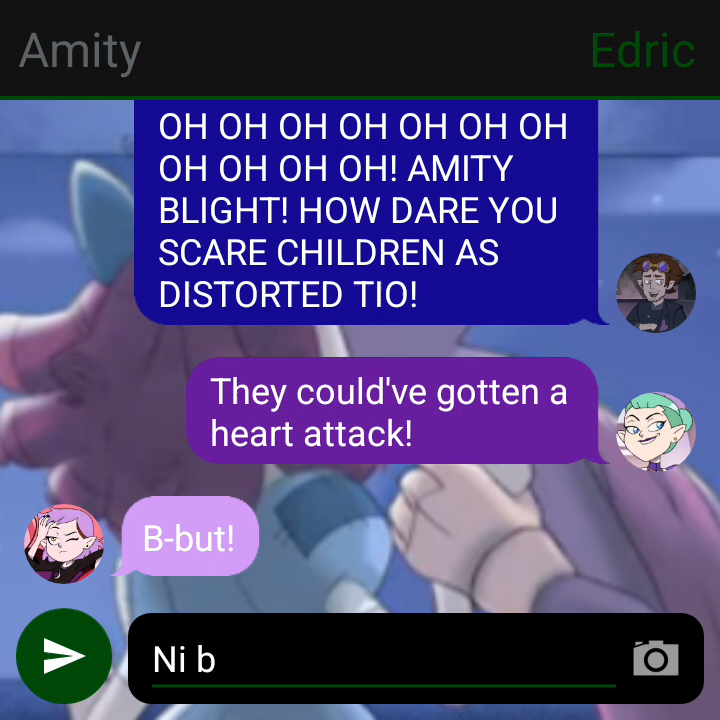 Amity
Edric
OH OH OH OH OH OH OH
OH OH OH OH! AMITY
BLIGHT! HOW DARE YOU
SCARE CHILDREN AS
DISTORTED TIO!
They could've gotten a
heart attack!
B-but!
Ni b